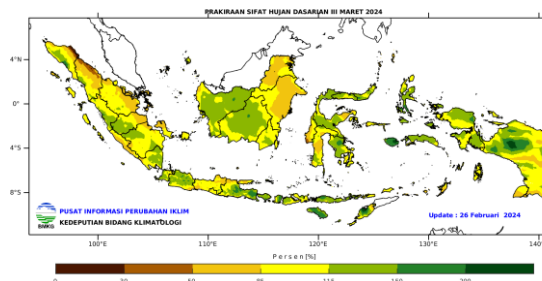 PRAKIRAAN SIFAT HUJAN DASARIAN III MARET 2024
4°N
0°
4°S
8°S
BMKG
PUSAT INFORMASI PERUBAHAN IKLIM
KEDEPUTIAN BIDANG KLIMATOLOGI
Update : 26 Februari 2024
100°E
110°E
120°E
130°E
140°
Persen [%]